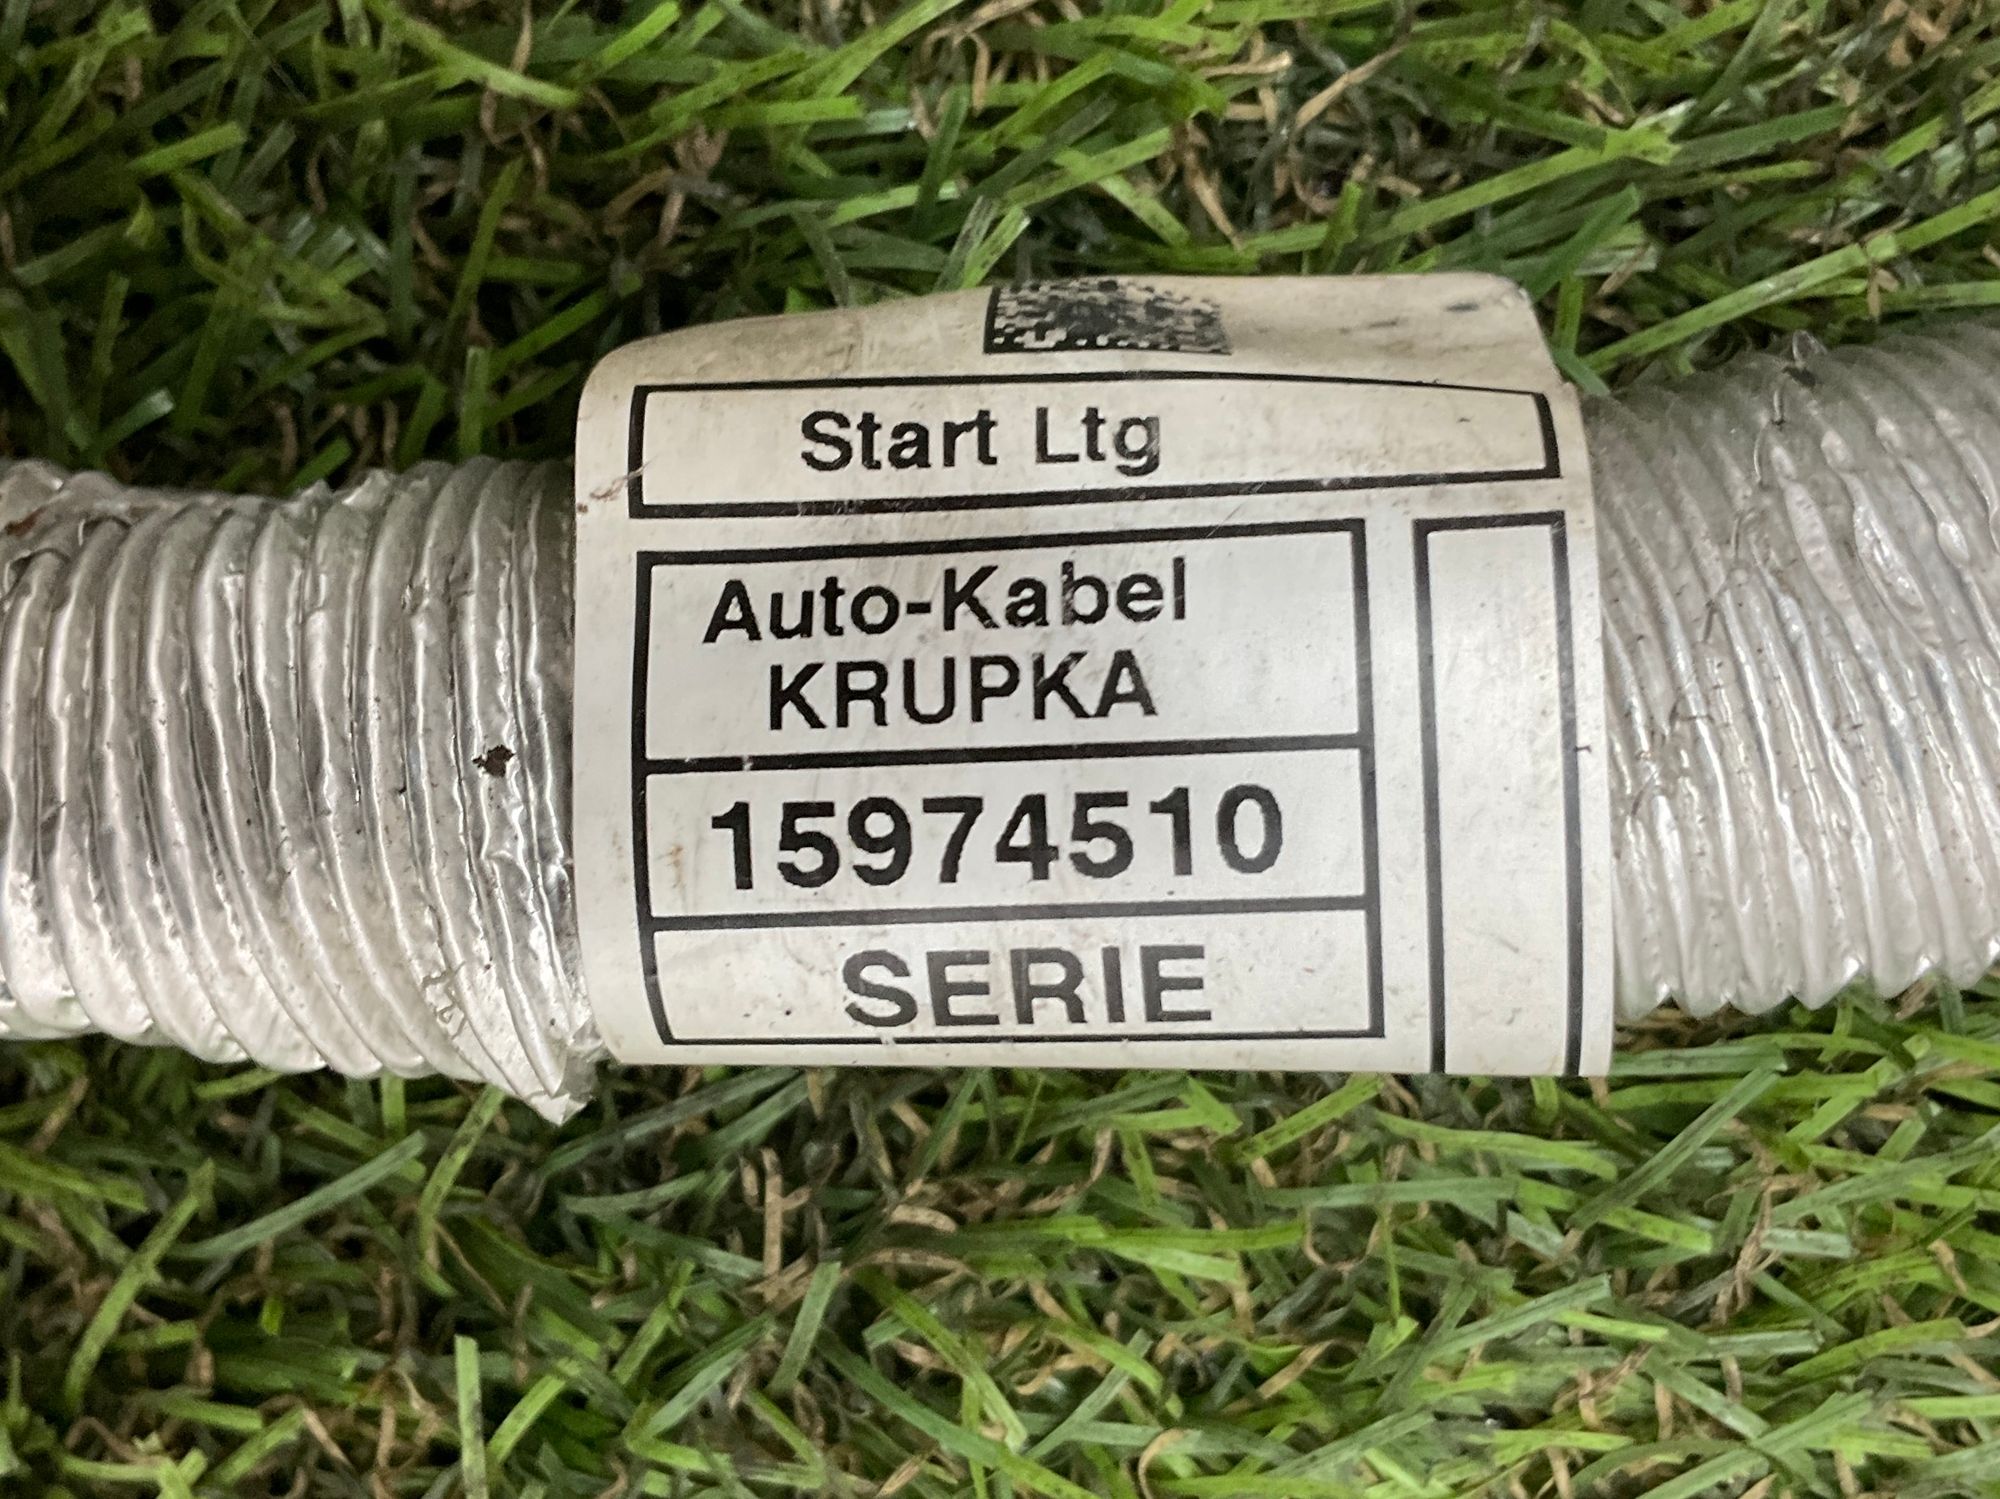 Start Ltg
Auto-Kabel
KRUPKA
15974510
SERIE